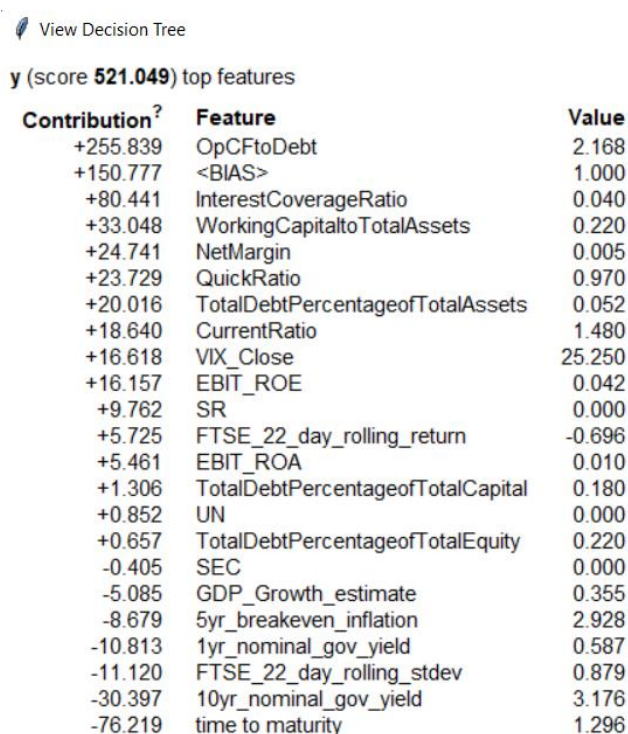 View Decision Tree
y (score 521.049) top features
Contribution? Feature Value
+255.839 OpCFtoDebt 2.168
+150.777 <BIAS> 1.000
+80.441 InterestCoverageRatio 0.040
+33.048 WorkingCapitaltoTotalAssets 0.220
+24.741 NetMargin 0.005
+23.729 QuickRatio 0.970
+20.016 TotalDebtPercentageofTotalAssets 0.052
+18.640 CurrentRatio 1.480
+16.618 VIX_Close 25.250
+16.157 EBIT_ROE 0.042
+9.762 SR 0.000
+5.725 FTSE_22_day_rolling_return -0.696
+5.461 EBIT_ROA 0.010
+1.306 TotalDebtPercentageofTotalCapital 0.180
+0.852 UN 0.000
+0.657 TotalDebtPercentageofTotalEquity 0.220
-0.405 SEC 0.000
-5.085 GDP_Growth_estimate 0.355
-8.679 5yr_breakeven_inflation 2.928
-10.813 1yr_nominal_gov_yield 0.587
-11.120 FTSE_22_day_rolling_stdev 0.879
-30.397 10yr_nominal_gov_yield 3.176
-76.219 time to maturity 1.296